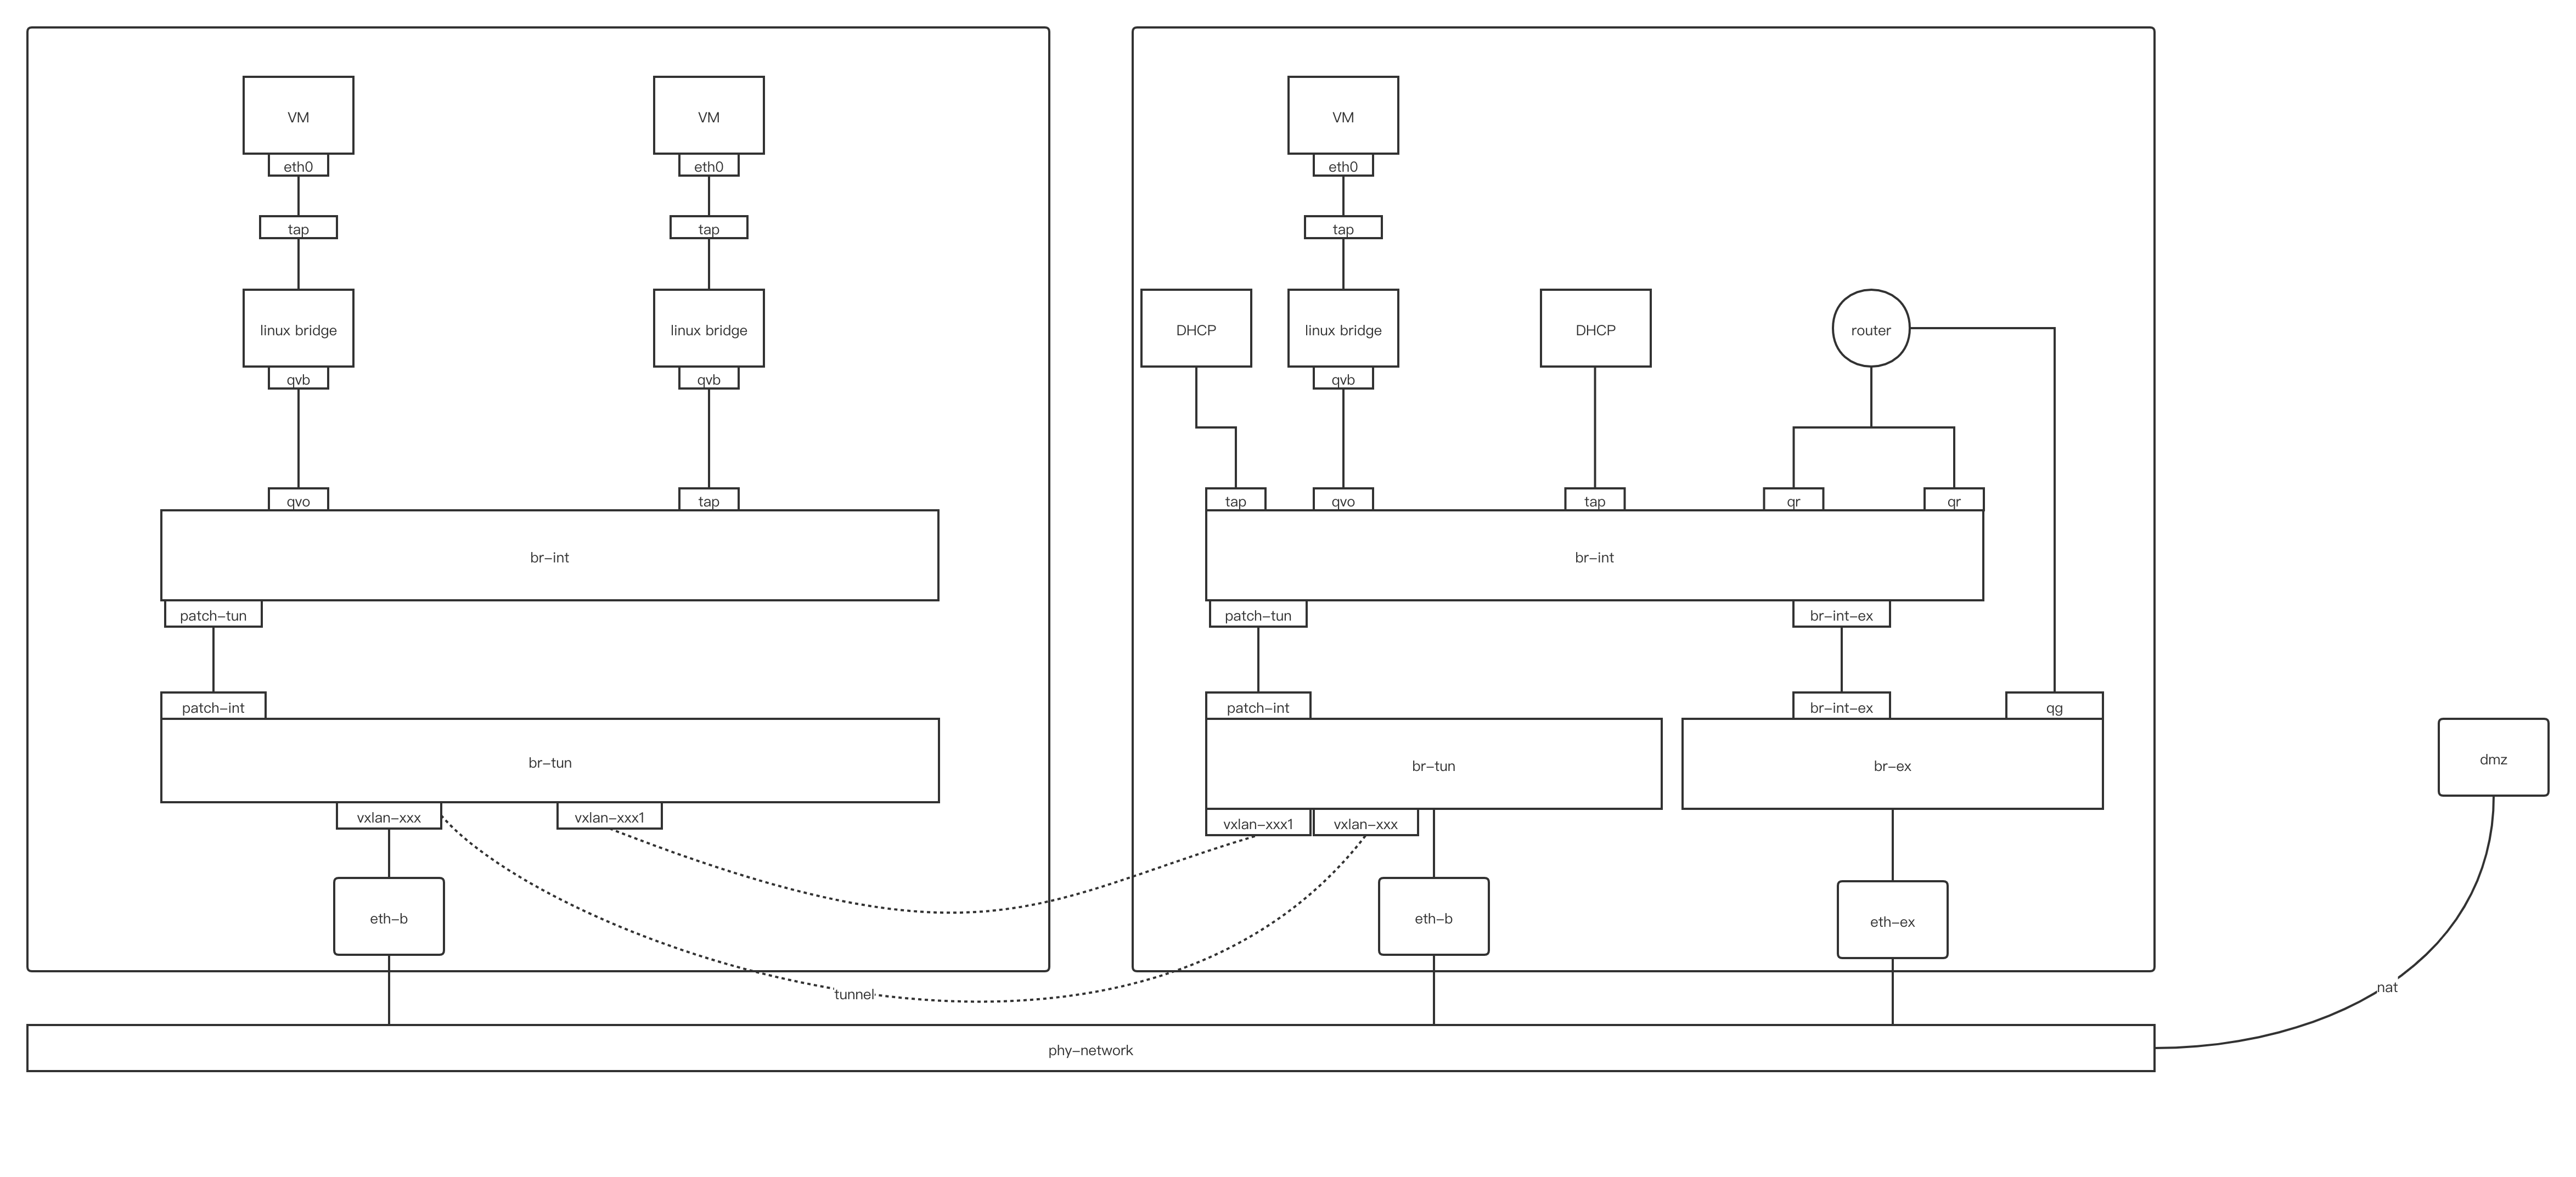 VM
VM
VM
eth0
eth0
eth0
tap
tap
tap
linux bridge
linux bridge
DHCP
linux bridge
DHCP
router
qvb
qvb
qvb
qvo
tap
tap
qvo
tap
qr
qr
br-int
br-int
patch-tun
patch-tun
br-int-ex
patch-int
patch-int
br-int-ex
qg
br-tun
br-tun
br-ex
dmz
vxlan-xxx
vxlan-xxx1
vxlan-xxx1
vxlan-xxx
eth-b
eth-b
eth-ex
tunnel
nat
phy-network